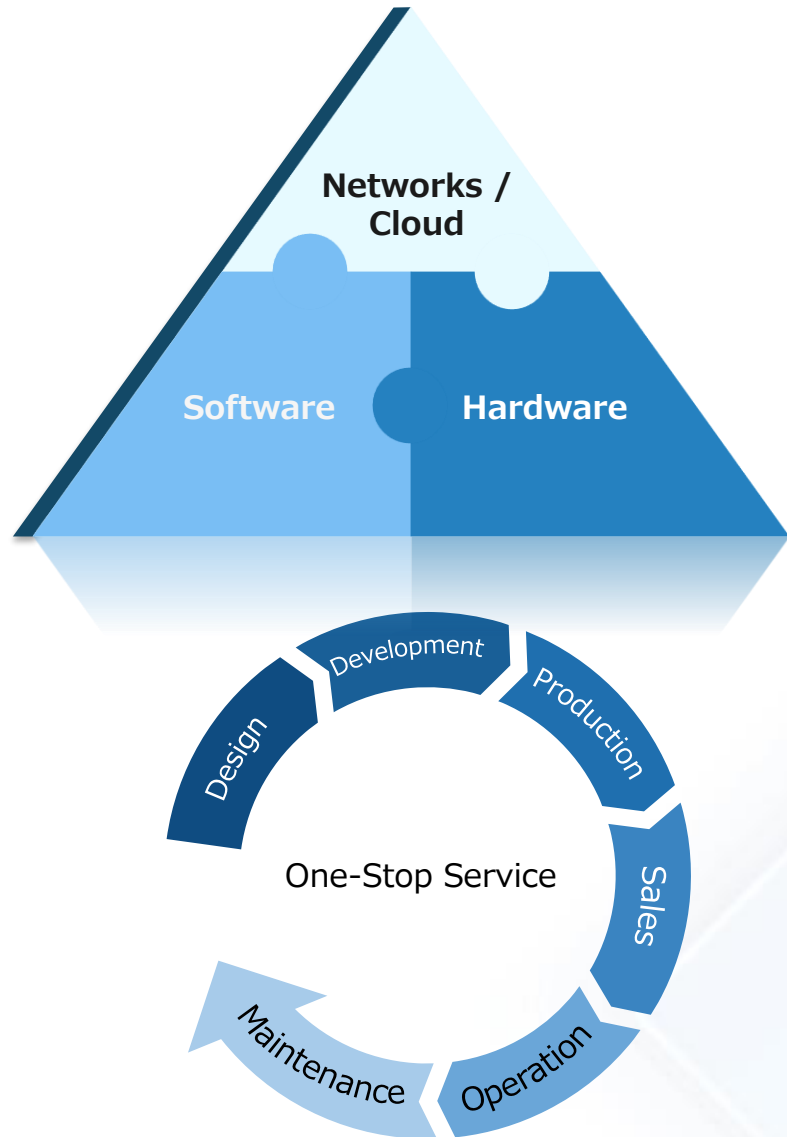 Networks /
Cloud
Software
Hardware
Design
Development
Production
Sales
Operation
Maintenance
One-Stop Service